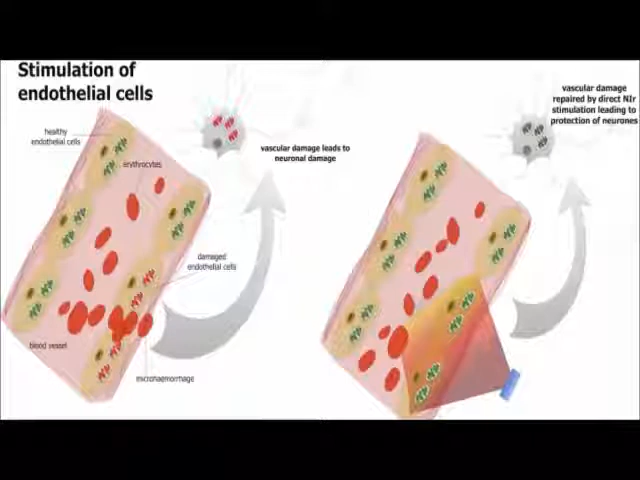 Stimulation of
endothelial cells
healthy
endothelial cells
erythrocytes
vascular damage leads to
neuronal damage
damaged
endothelial cells
blood vessel
microhaemorrhage
vascular damage
repaired by direct NIr
stimulation leading to
protection of neurones